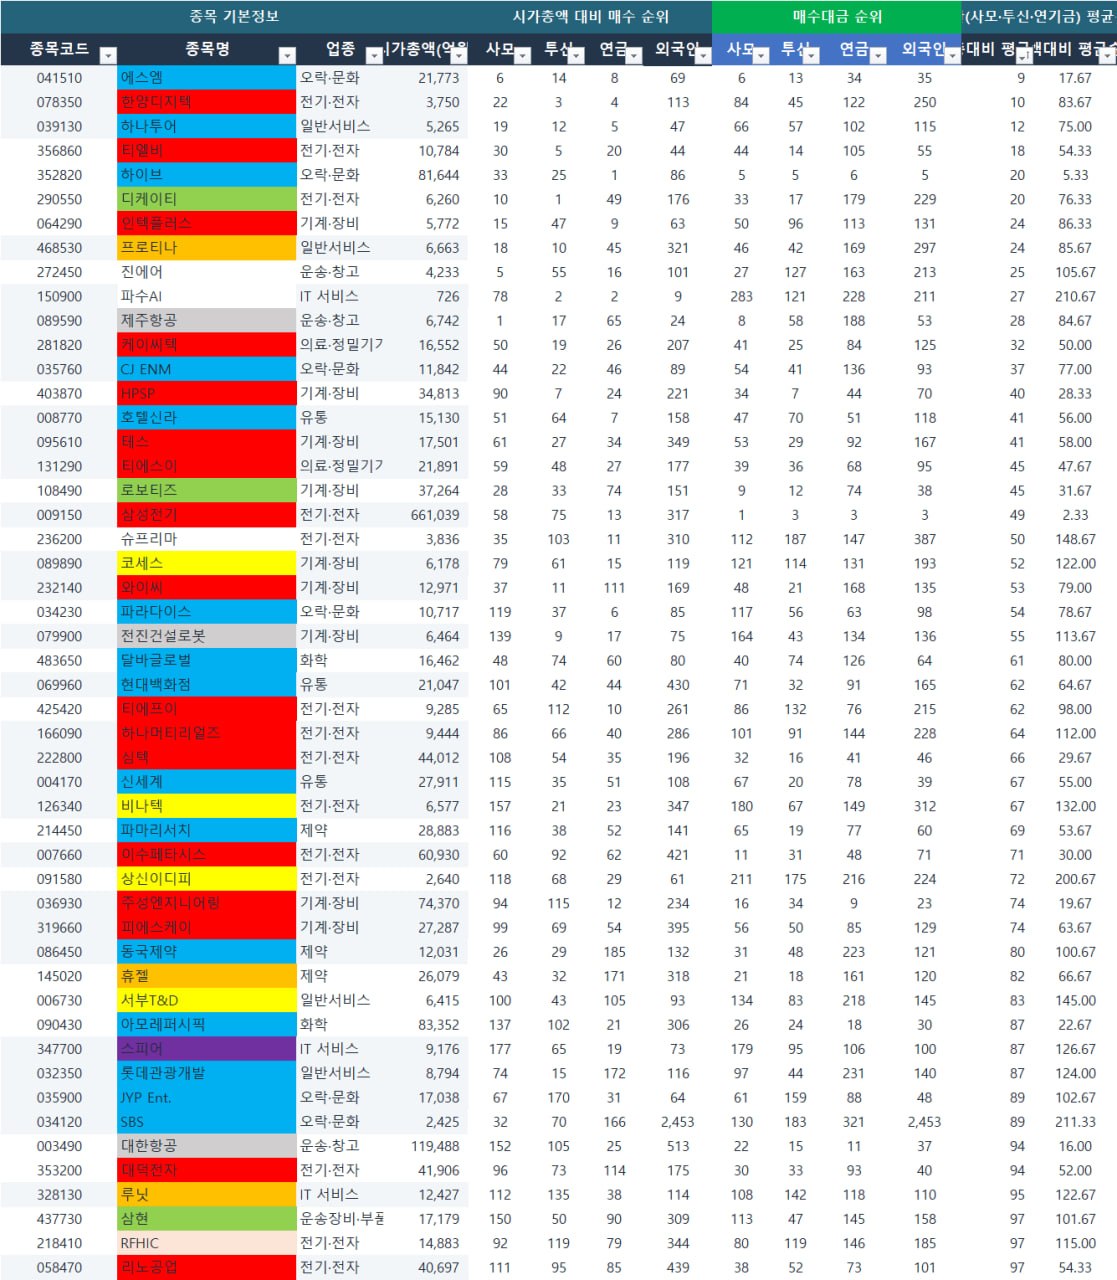 종목 기본정보 시가총액 대비 매수 순위 매수대금 순위 (사모·투신·연기금) 평균
종목코드 종목명 업종 사모 투신 연금 외국인 사모 투신 연금 외국인
041510 에스엠 오락·문화 21,773 6 14 8 69 6 13 34 35 9 17.67
078350 한양디지텍 전기·전자 3,750 22 3 4 113 84 45 122 250 10 83.67
039130 하나투어 일반서비스 5,265 19 12 5 47 66 57 102 115 12 75.00
356860 티엘비 전기·전자 10,784 30 5 20 44 44 14 105 55 18 54.33
352820 하이브 오락·문화 81,644 33 25 1 86 5 5 6 5 20 5.33
290550 디케이티 전기·전자 6,260 10 1 49 176 33 17 179 229 20 76.33
064290 인텍플러스 기계·장비 5,772 15 47 9 63 50 96 113 131 24 86.33
468530 프로티나 일반서비스 6,663 18 10 45 321 46 42 169 297 24 85.67
272450 진에어 운송·창고 4,233 5 55 16 101 27 127 163 213 25 105.67
150900 파수AI IT 서비스 726 78 2 2 9 283 121 228 211 27 210.67
089590 제주항공 운송·창고 6,742 1 17 65 24 8 58 188 53 28 84.67
281820 케이씨텍 의료·정밀기기 16,552 50 19 26 207 41 25 84 125 32 50.00
035760 CJ ENM 오락·문화 11,842 44 22 46 89 54 41 136 93 37 77.00
403870 HPSP 기계·장비 34,813 90 7 24 221 34 7 44 70 40 28.33
008770 호텔신라 유통 15,130 51 64 7 158 47 70 51 118 41 56.00
095610 테스 기계·장비 17,501 61 27 34 349 53 29 92 167 41 58.00
131290 티에스이 의료·정밀기기 21,891 59 48 27 177 39 36 68 95 45 47.67
108490 로보티즈 기계·장비 37,264 28 33 74 151 9 12 74 38 45 31.67
009150 삼성전기 전기·전자 661,039 58 75 13 317 1 3 3 3 49 2.33
236200 슈프리마 전기·전자 3,836 35 103 11 310 112 187 147 387 50 148.67
089890 코세스 기계·장비 6,178 79 61 15 119 121 114 131 193 52 122.00
232140 와이씨 기계·장비 12,971 37 11 111 169 48 21 168 135 53 79.00
034230 파라다이스 오락·문화 10,717 119 37 6 85 117 56 63 98 54 78.67
079900 전진건설로봇 기계·장비 6,464 139 9 17 75 164 43 134 136 55 113.67
483650 달바글로벌 화학 16,462 48 74 60 80 40 74 126 64 61 80.00
069960 현대백화점 유통 21,047 101 42 44 430 71 32 91 165 62 64.67
425420 티에프이 전기·전자 9,285 65 112 10 261 86 132 76 215 62 98.00
166090 하나머티리얼즈 전기·전자 9,444 86 66 40 286 101 91 144 228 64 112.00
222800 심텍 전기·전자 44,012 108 54 35 196 32 16 41 46 66 29.67
004170 신세계 유통 27,911 115 35 51 108 67 20 78 39 67 55.00
126340 비나텍 전기·전자 6,577 157 21 23 347 180 67 149 312 67 132.00
214450 파마리서치 제약 28,883 116 38 52 141 65 19 77 60 69 53.67
007660 이수페타시스 전기·전자 60,930 60 92 62 421 11 31 48 71 71 30.00
091580 상신이디피 전기·전자 2,640 118 68 29 61 211 175 216 224 72 200.67
036930 주성엔지니어링 기계·장비 74,370 94 115 12 234 16 34 9 23 74 19.67
319660 피에스케이 기계·장비 27,287 99 69 54 395 56 50 85 129 74 63.67
086450 동국제약 제약 12,031 26 29 185 132 31 48 223 121 80 100.67
145020 휴젤 제약 26,079 43 32 171 318 21 18 161 120 82 66.67
006730 서부T&D 일반서비스 6,415 100 43 105 93 134 83 218 145 83 145.00
090430 아모레퍼시픽 화학 83,352 137 102 21 306 26 24 18 30 87 22.67
347700 스피어 IT 서비스 9,176 177 65 19 73 179 95 106 100 87 126.67
032350 롯데관광개발 일반서비스 8,794 74 15 172 116 97 44 231 140 87 124.00
035900 JYP Ent. 오락·문화 17,038 67 170 31 64 61 159 88 48 89 102.67
034120 SBS 오락·문화 2,425 32 70 166 2,453 130 183 321 2,453 89 211.33
003490 대한항공 운송·창고 119,488 152 105 25 513 22 15 11 37 94 16.00
353200 대덕전자 전기·전자 41,906 96 73 114 175 30 33 93 40 94 52.00
328130 루닛 IT 서비스 12,427 112 135 38 114 108 142 118 110 95 122.67
437730 삼현 운송장비·부품 17,179 150 50 90 309 113 47 145 158 97 101.67
218410 RFHIC 전기·전자 14,883 92 119 79 344 80 119 146 185 97 115.00
058470 리노공업 전기·전자 40,697 111 95 85 439 38 52 73 101 97 54.33